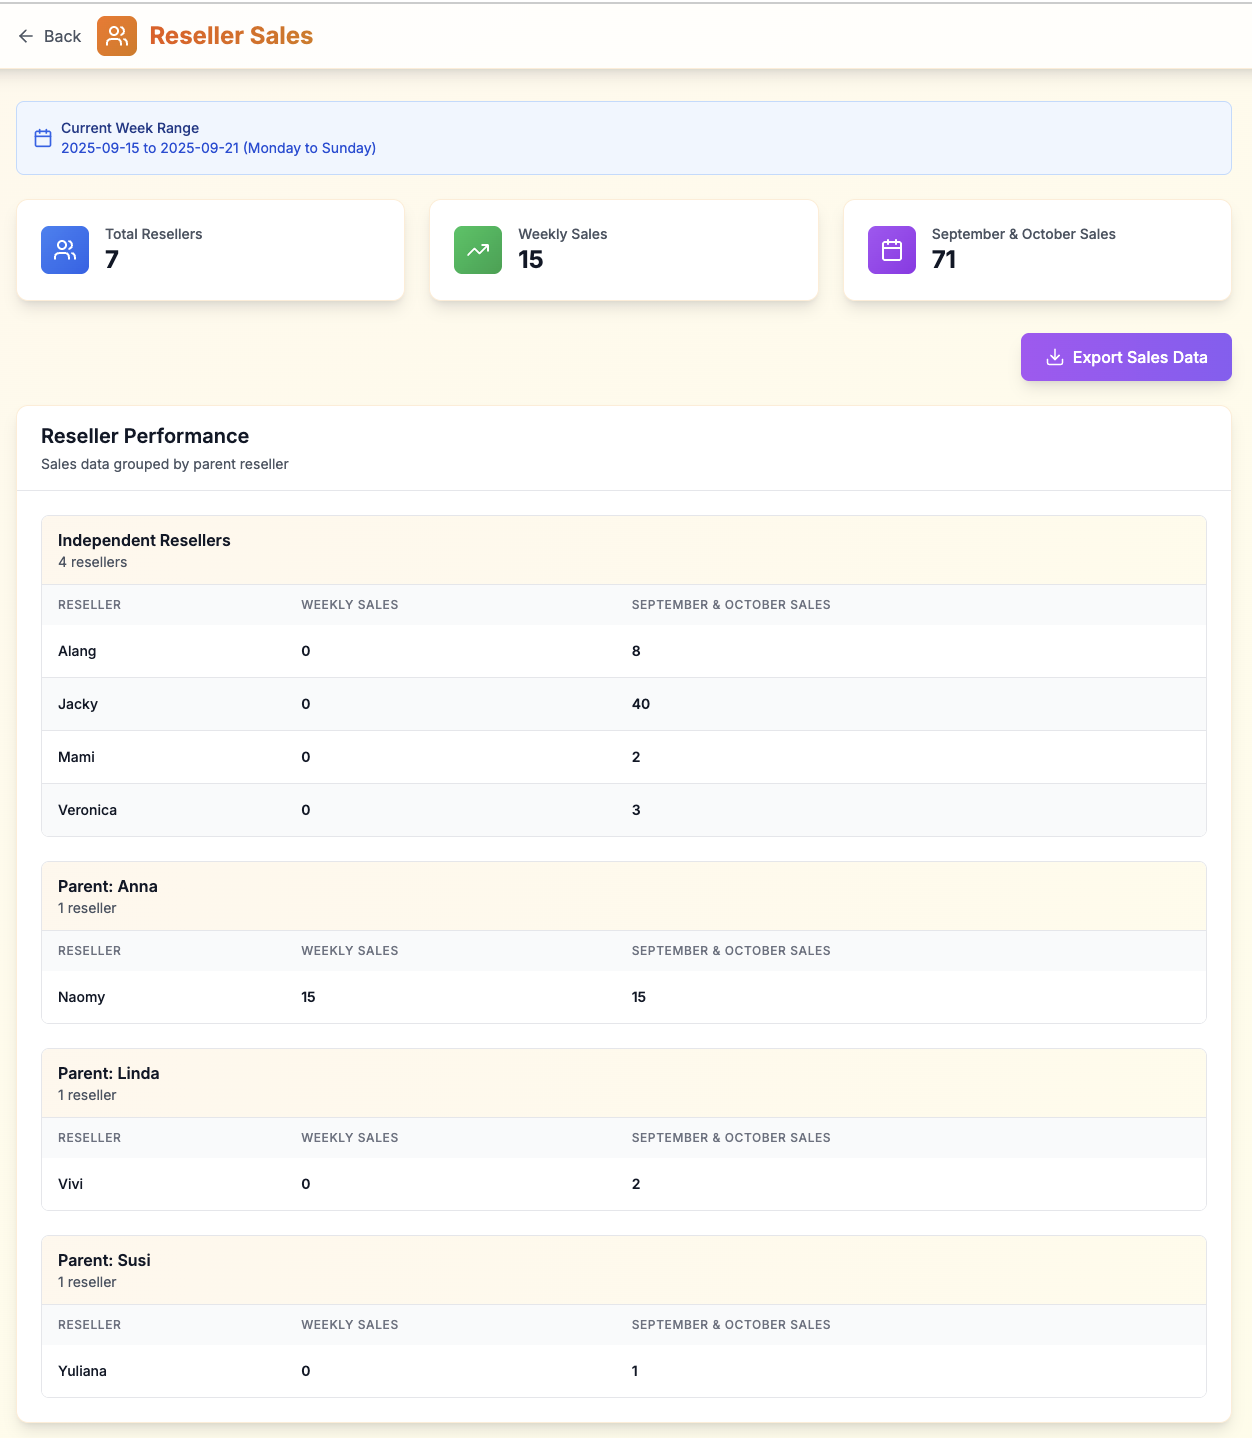 Back
Reseller Sales
Current Week Range
2025-09-15 to 2025-09-21 (Monday to Sunday)
Total Resellers
7
Weekly Sales
15
September & October Sales
71
Export Sales Data
Reseller Performance
Sales data grouped by parent reseller
Independent Resellers
4 resellers
RESELLER WEEKLY SALES SEPTEMBER & OCTOBER SALES
Alang 0 8
Jacky 0 40
Mami 0 2
Veronica 0 3
Parent: Anna
1 reseller
RESELLER WEEKLY SALES SEPTEMBER & OCTOBER SALES
Naomy 15 15
Parent: Linda
1 reseller
RESELLER WEEKLY SALES SEPTEMBER & OCTOBER SALES
Vivi 0 2
Parent: Susi
1 reseller
RESELLER WEEKLY SALES SEPTEMBER & OCTOBER SALES
Yuliana 0 1